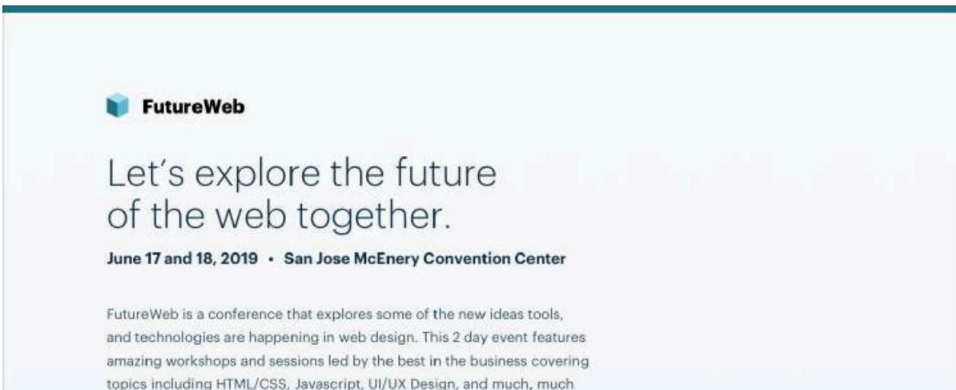 FutureWeb
Let's explore the future
of the web together.
June 17 and 18, 2019 • San Jose McEnery Convention Center
FutureWeb is a conference that explores some of the new ideas tools,
and technologies are happening in web design. This 2 day event features
amazing workshops and sessions led by the best in the business covering
topics including HTML/CSS, Javascript, UI/UX Design, and much, much